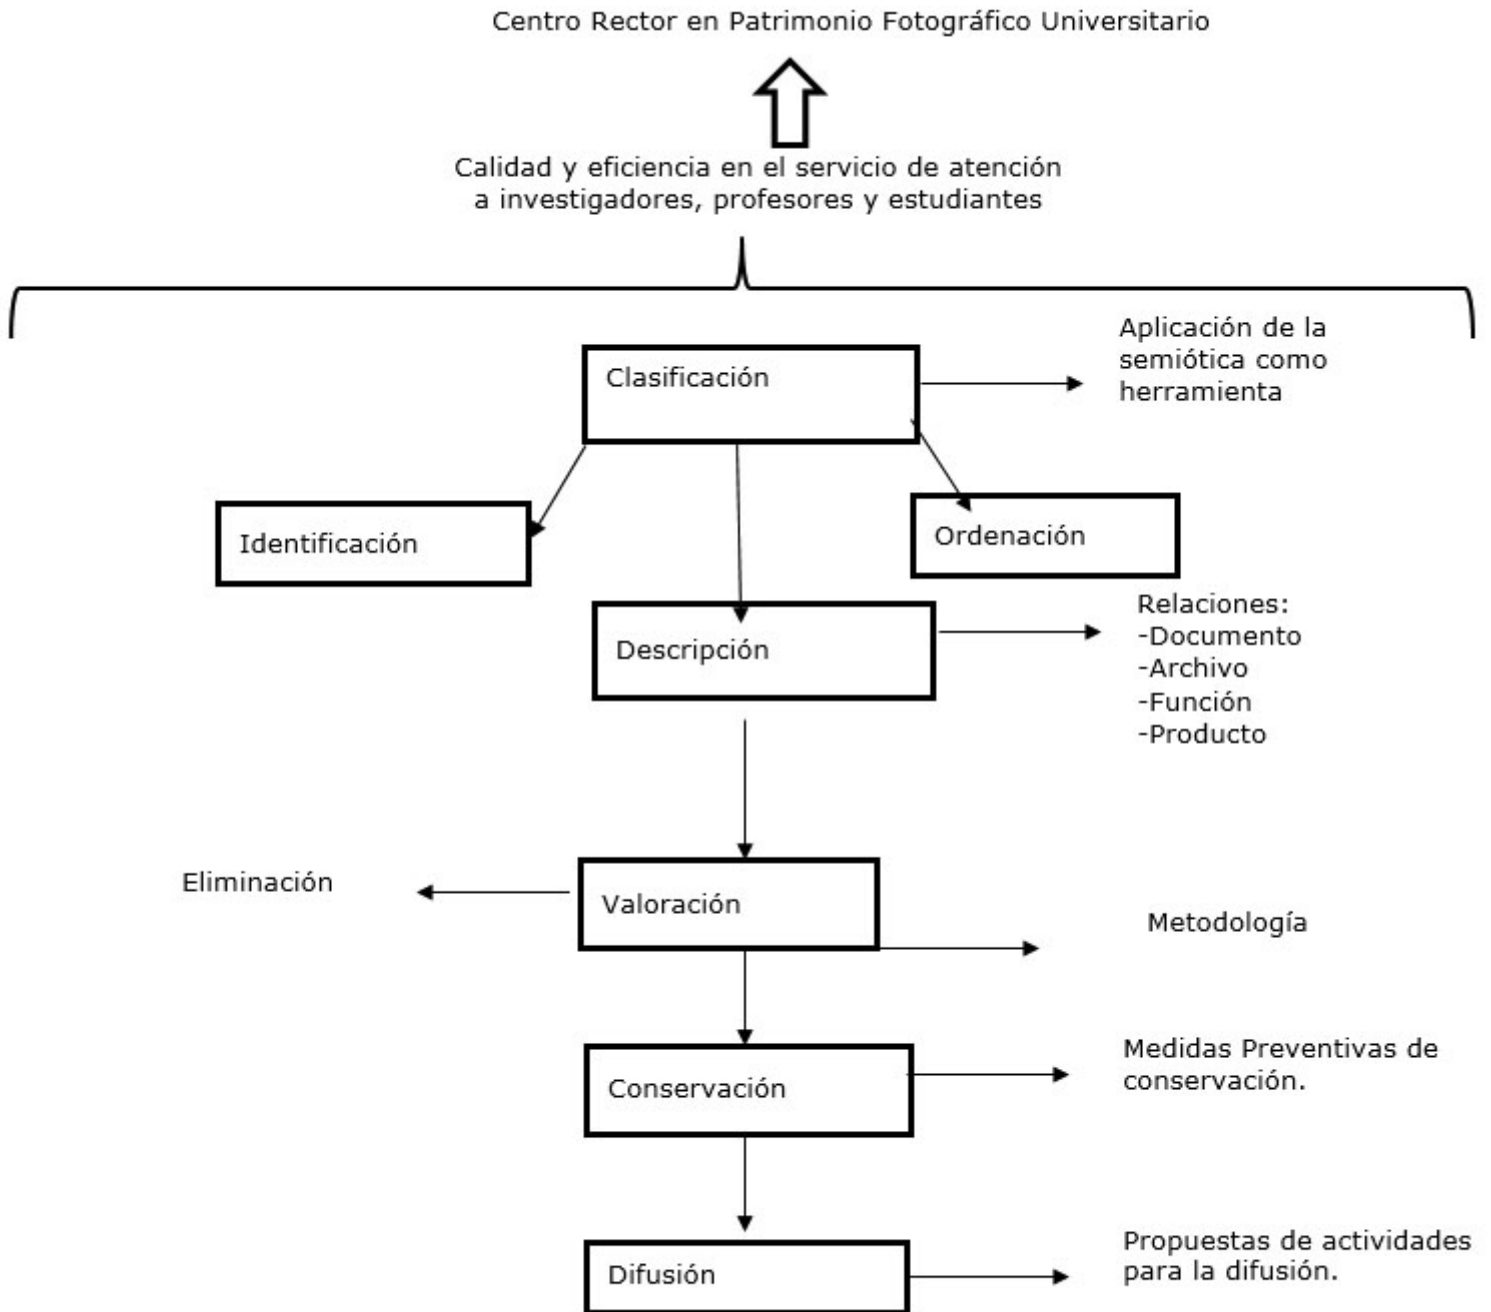 Centro Rector en Patrimonio Fotográfico Universitario
Calidad y eficiencia en el servicio de atención
a investigadores, profesores y estudiantes
Clasificación
Aplicación de la
semiótica como
herramienta
Identificación
Ordenación
Descripción
Relaciones:
-Documento
-Archivo
-Función
-Producto
Eliminación
Valoración
Metodología
Conservación
Medidas Preventivas de
conservación.
Difusión
Propuestas de actividades
para la difusión.